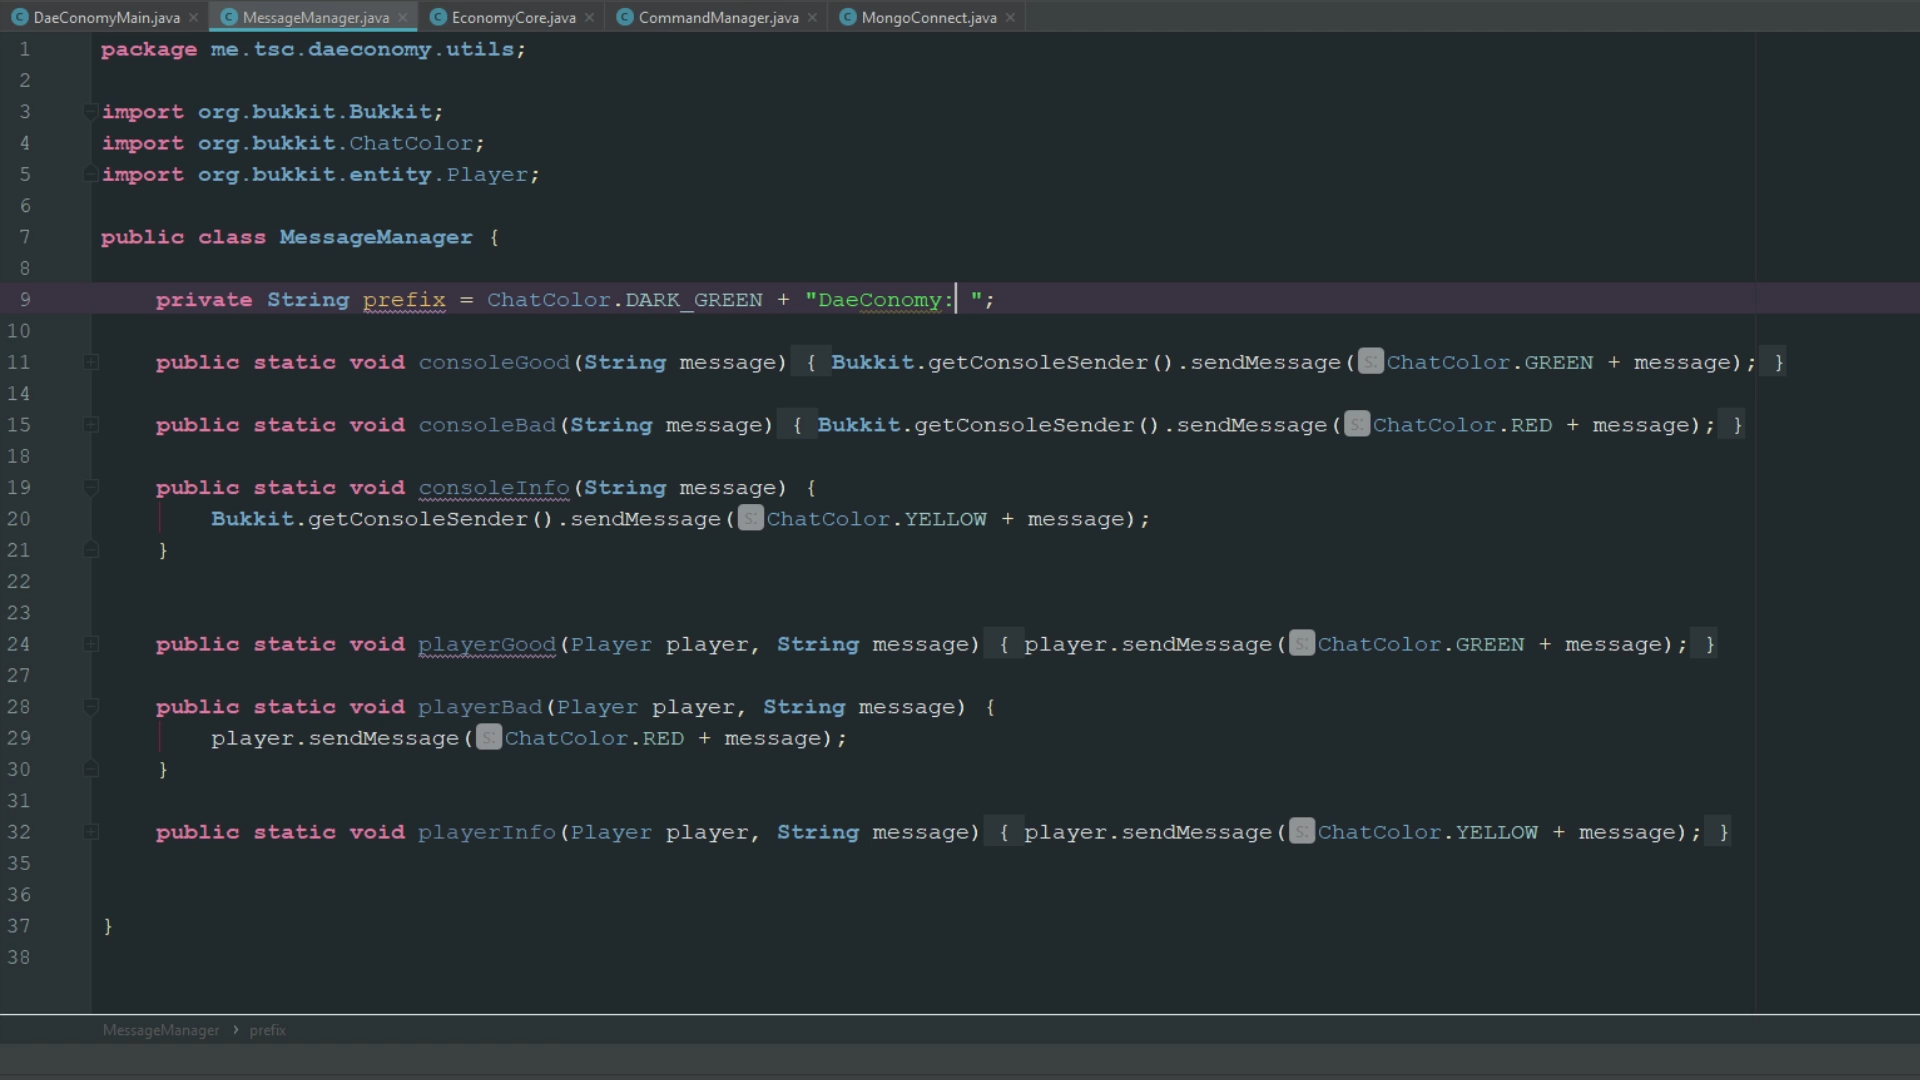 DaeConomyMain.java MessageManager.java EconomyCore.java CommandManager.java MongoConnect.java
1 package me.tsc.daeconomy.utils;
2
3 import org.bukkit.Bukkit;
4 import org.bukkit.ChatColor;
5 import org.bukkit.entity.Player;
6
7 public class MessageManager {
8
9 private String prefix = ChatColor.DARK_GREEN + "DaeConomy: ";
10
11 public static void consoleGood(String message) { Bukkit.getConsoleSender().sendMessage( s: ChatColor.GREEN + message); }
14
15 public static void consoleBad(String message) { Bukkit.getConsoleSender().sendMessage( s: ChatColor.RED + message); }
18
19 public static void consoleInfo(String message) {
20 Bukkit.getConsoleSender().sendMessage( s: ChatColor.YELLOW + message);
21 }
22
23
24 public static void playerGood(Player player, String message) { player.sendMessage( s: ChatColor.GREEN + message); }
27
28 public static void playerBad(Player player, String message) {
29 player.sendMessage( s: ChatColor.RED + message);
30 }
31
32 public static void playerInfo(Player player, String message) { player.sendMessage( s: ChatColor.YELLOW + message); }
35
36
37 }
38
MessageManager › prefix